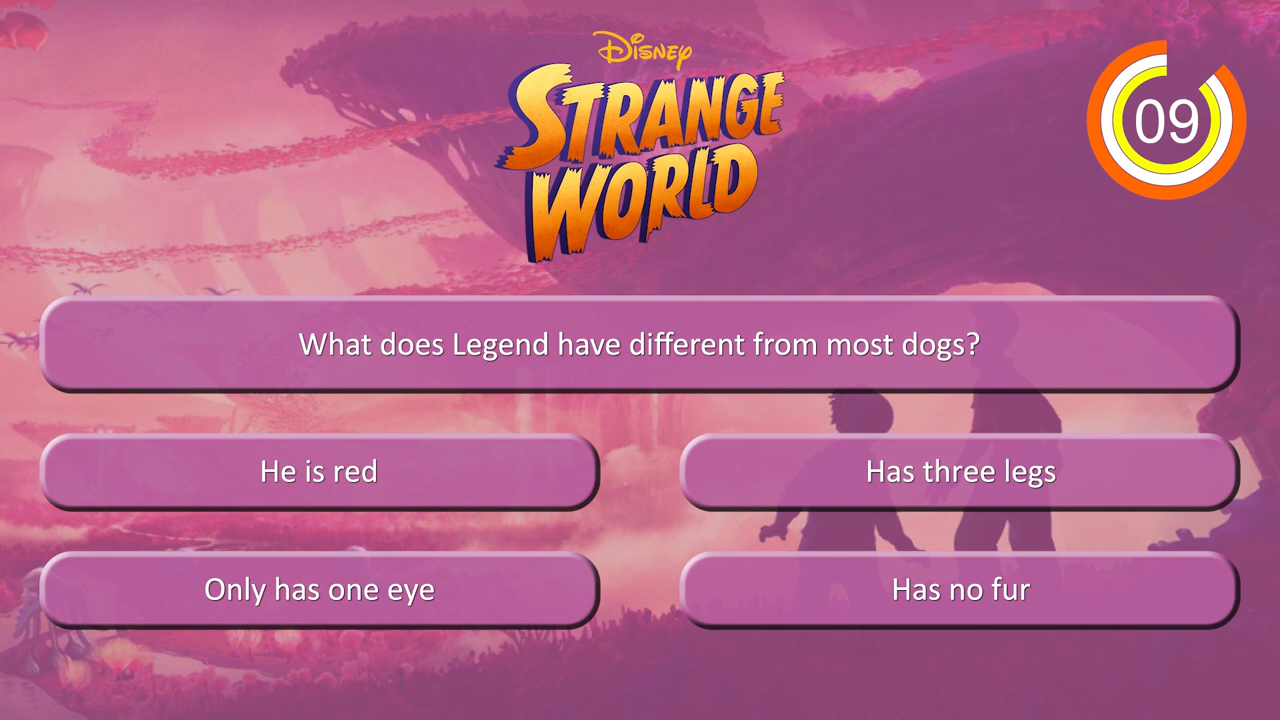 Disney
STRANGE
WORLD
09
What does Legend have different from most dogs?
He is red
Has three legs
Only has one eye
Has no fur